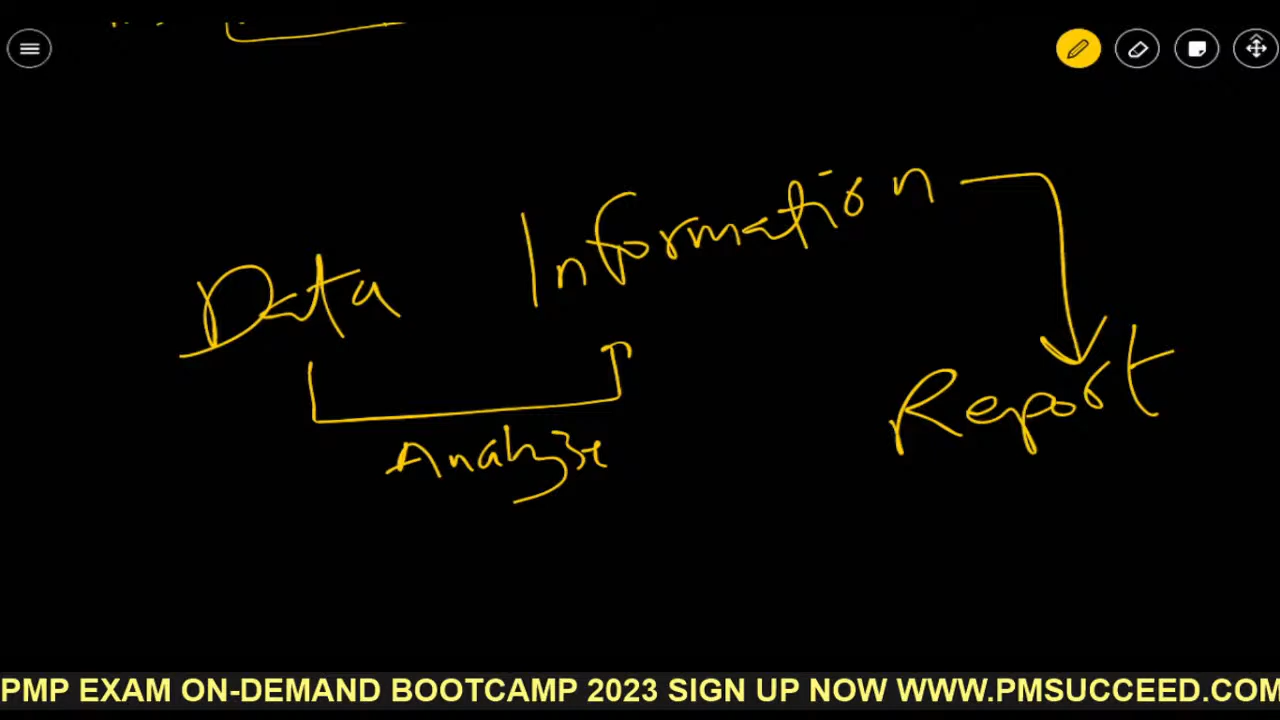 Information
Data
Report
Analyze
PMP EXAM ON-DEMAND BOOTCAMP 2023 SIGN UP NOW WWW.PMSUCCEED.COM